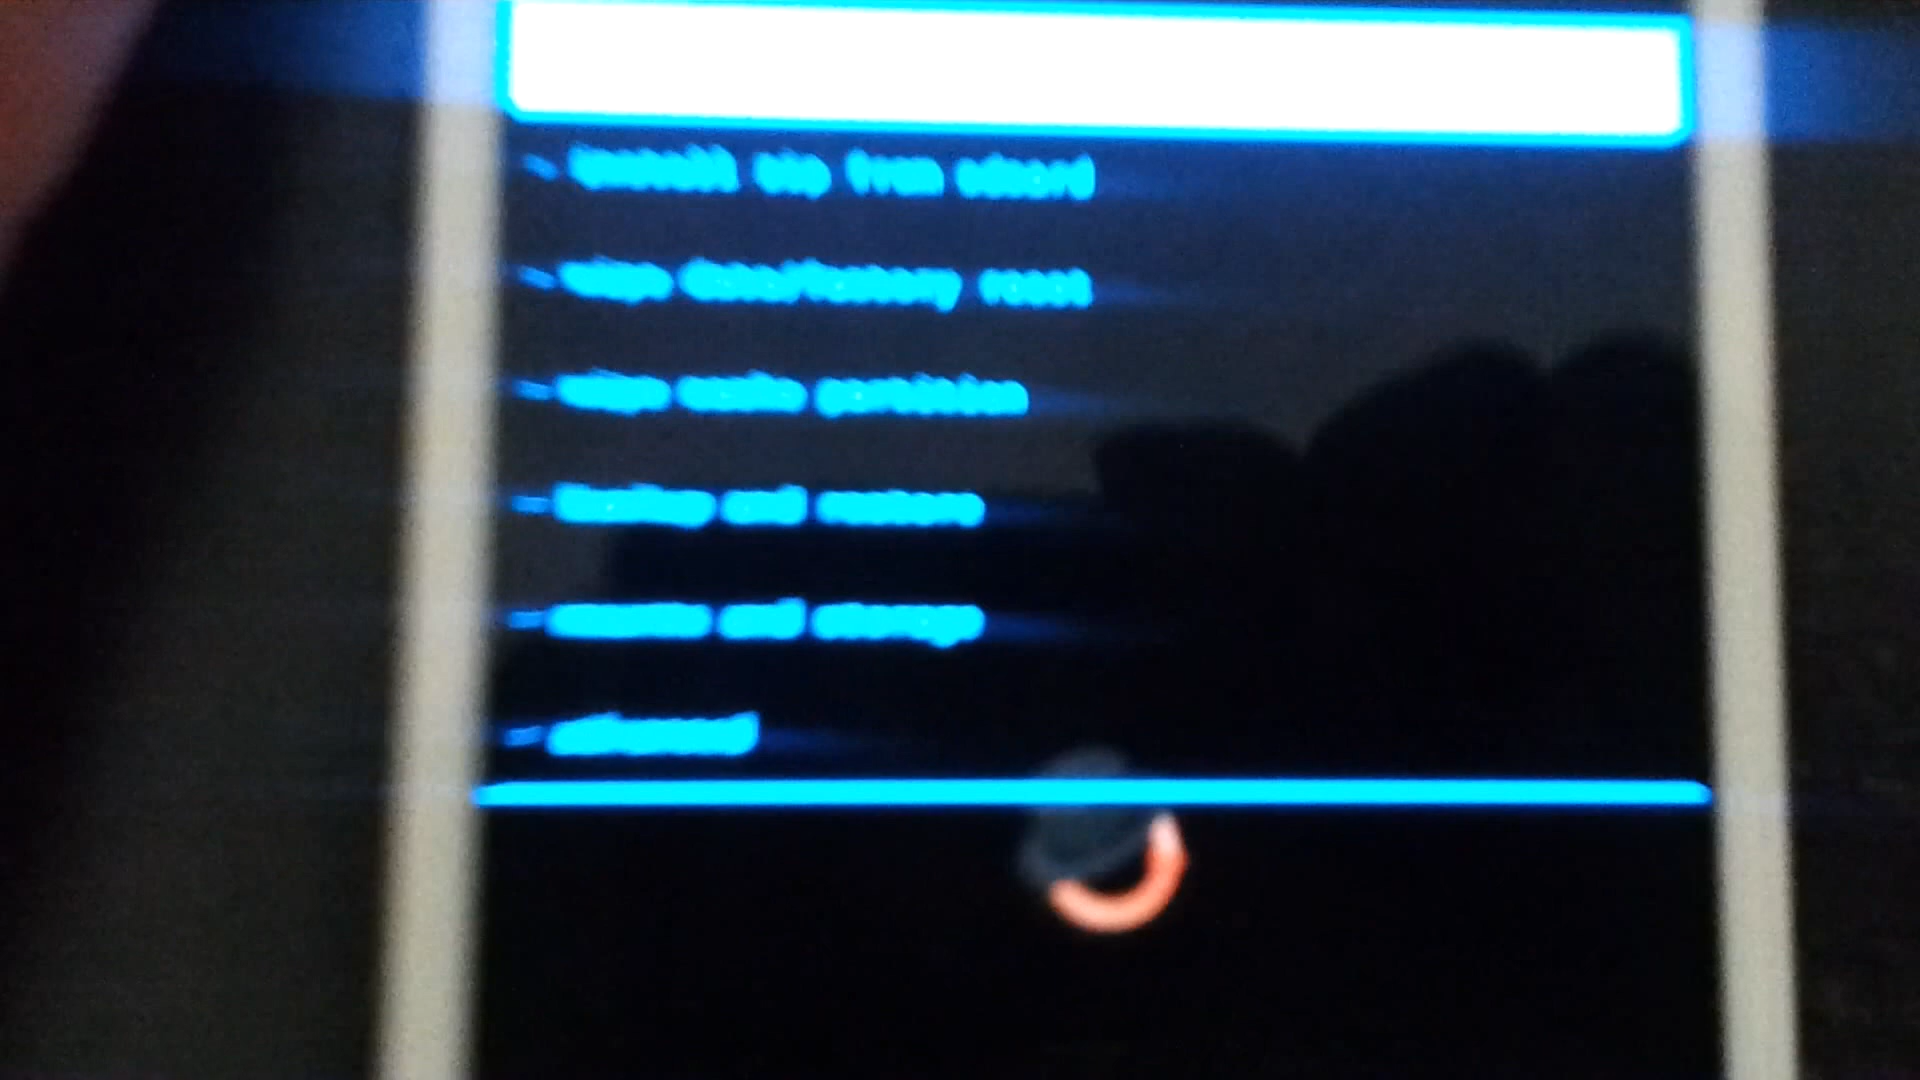 - install zip from sdcard
- wipe data/factory reset
- wipe cache partition
- backup and restore
- mounts and storage
- advanced